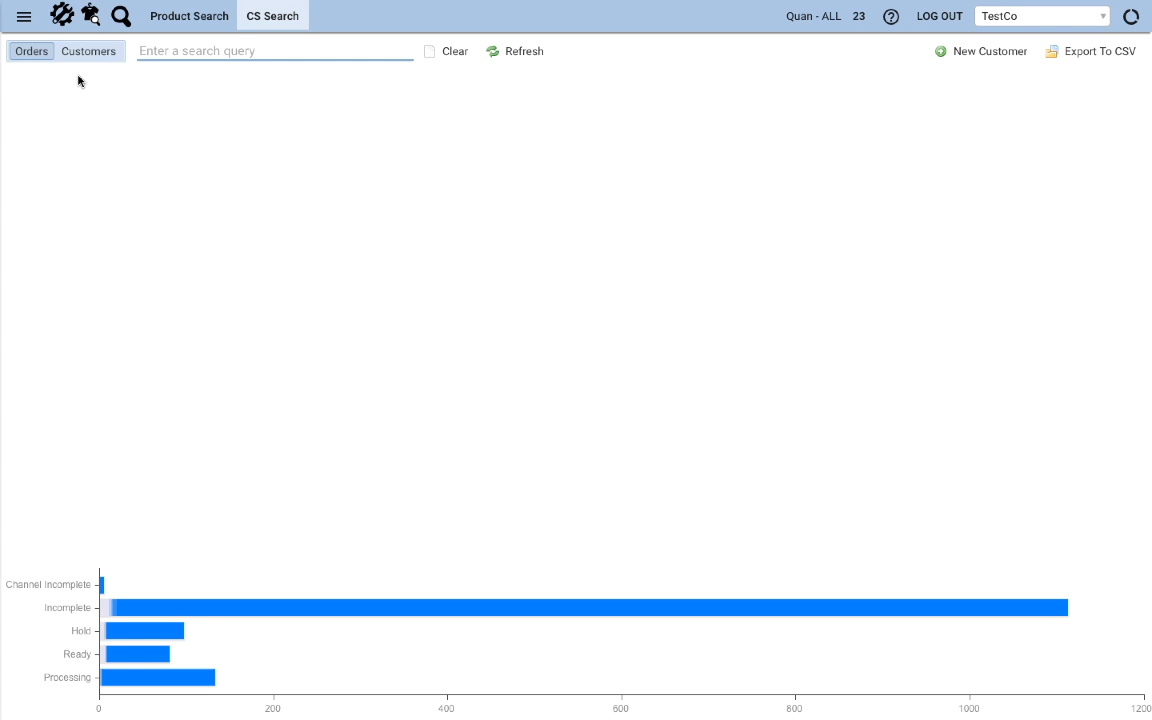 Product Search CS Search Quan - ALL 23 LOG OUT TestCo
Orders Customers Enter a search query Clear Refresh New Customer Export To CSV
Channel Incomplete
Incomplete
Hold
Ready
Processing
0 200 400 600 800 1000 1200